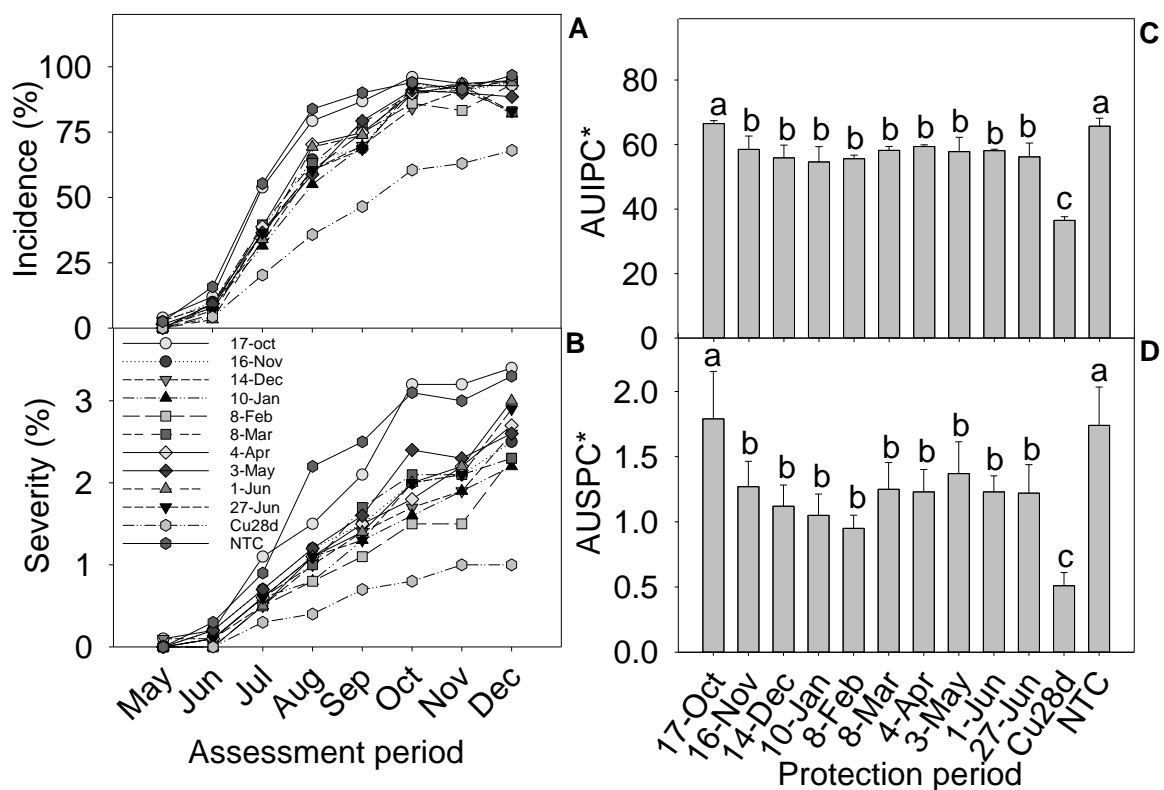 A
100
75
50
25
0
Incidence (%)
B
3
2
1
0
Severity (%)
17-oct
16-Nov
14-Dec
10-Jan
8-Feb
8-Mar
4-Apr
3-May
1-Jun
27-Jun
Cu28d
NTC
May Jun Jul Aug Sep Oct Nov Dec
Assessment period
C
80
60
40
20
0
AUIPC*
a b b b b b b b b b c a
D
2.0
1.5
1.0
0.5
0.0
AUSPC*
a b b b b b b b b b c a
17-Oct 16-Nov 14-Dec 10-Jan 8-Feb 8-Mar 4-Apr 3-May 1-Jun 27-Jun Cu28d NTC
Protection period